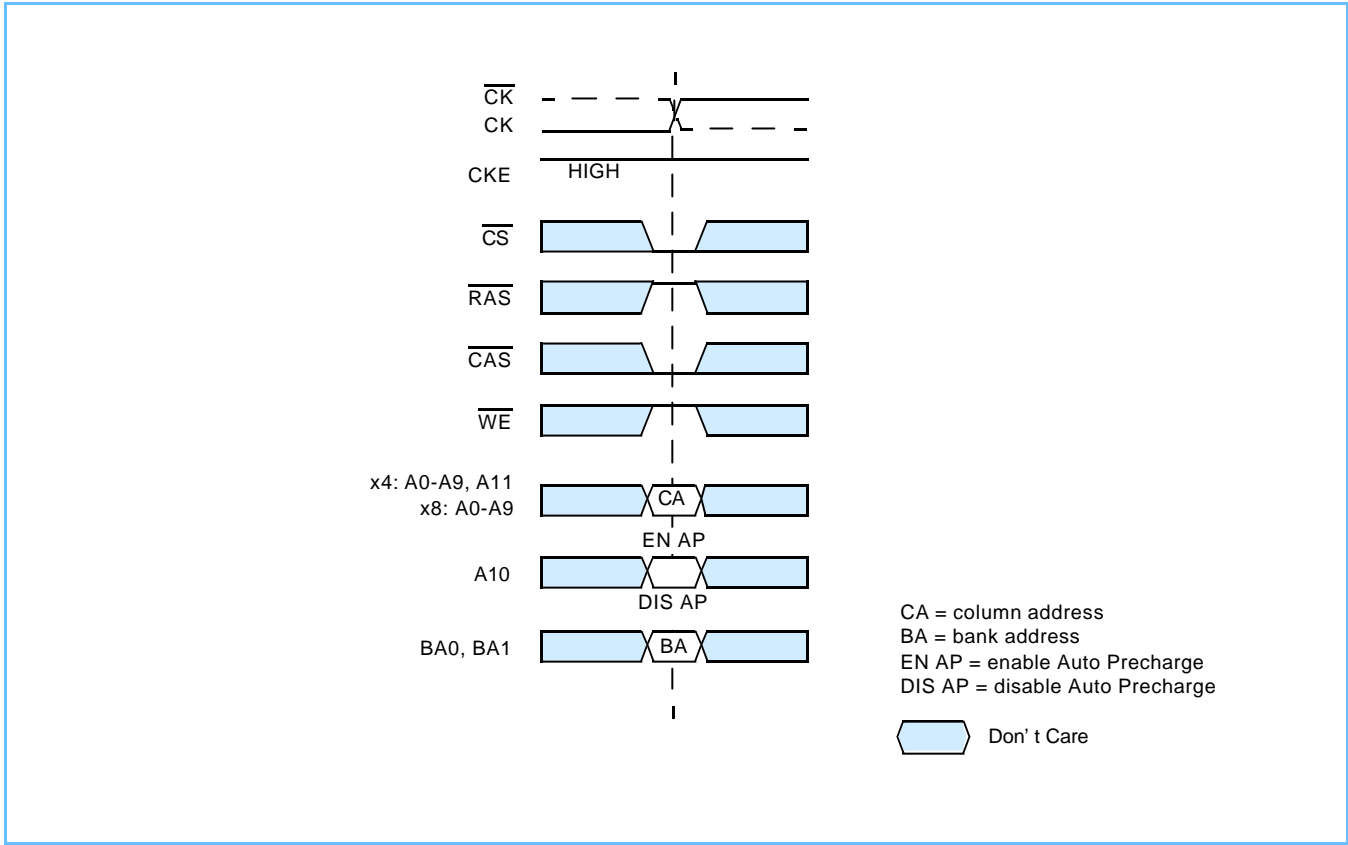 CK
CK
CKE
HIGH
CS
RAS
CAS
WE
x4: A0-A9, A11
x8: A0-A9
CA
EN AP
A10
DIS AP
BA0, BA1
BA
CA = column address
BA = bank address
EN AP = enable Auto Precharge
DIS AP = disable Auto Precharge
Don' t Care